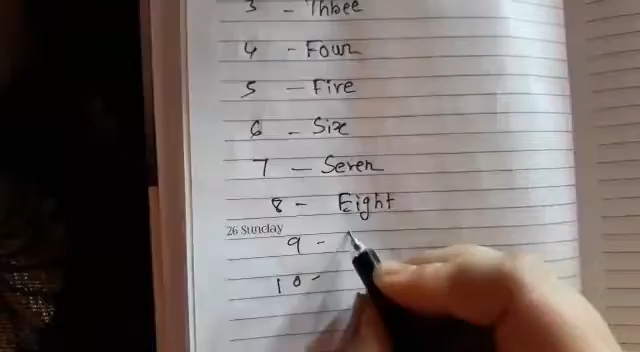 3 - Three
4 - Four
5 - Five
6 - Six
7 - Seven
8 - Eight
26 Sunday
9 -
10 -